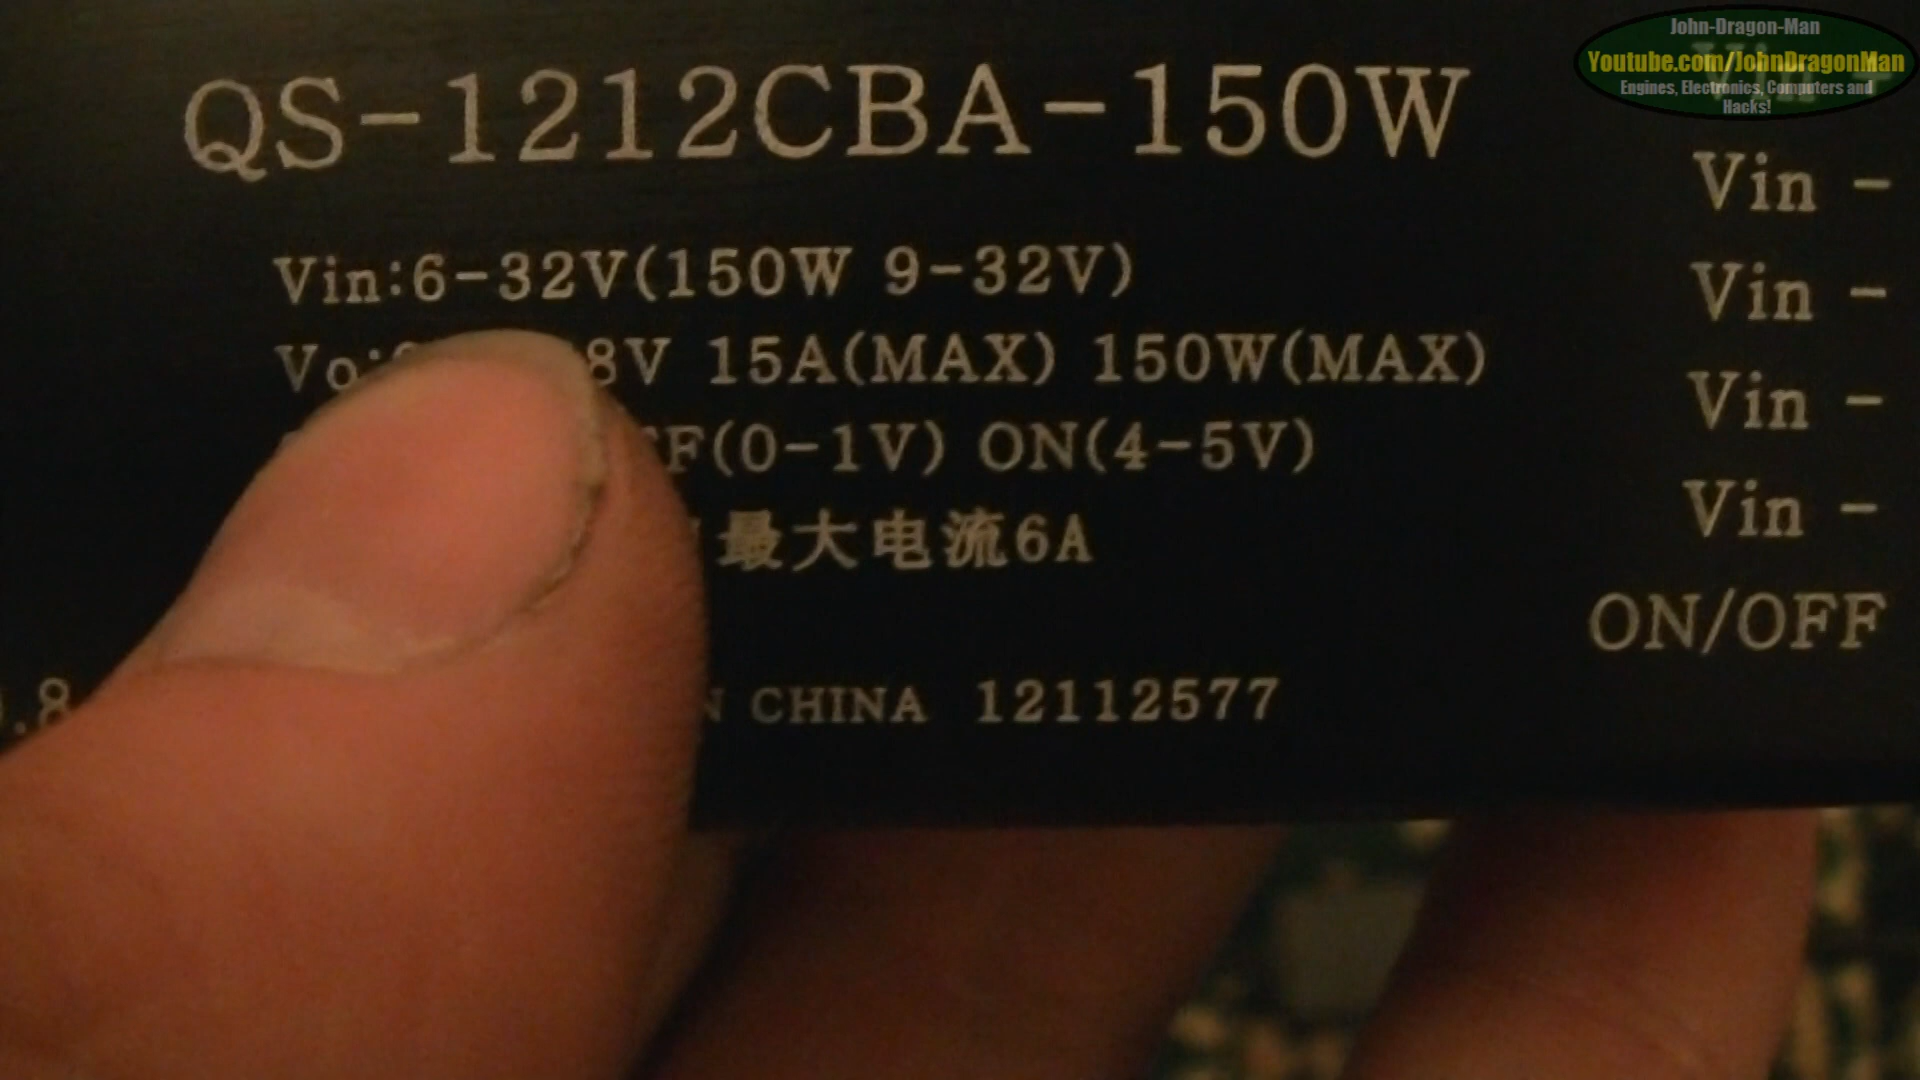 John-Dragon-Man
Youtube.com/JohnDragonMan
Engines, Electronics, Computers and
Hacks!
QS-1212CBA-150W
Vin:6-32V(150W 9-32V)
8V 15A(MAX) 150W(MAX)
(0-1V) ON(4-5V)
最大电流6A
CHINA 12112577
Vin +
Vin -
Vin -
Vin -
Vin -
ON/OFF